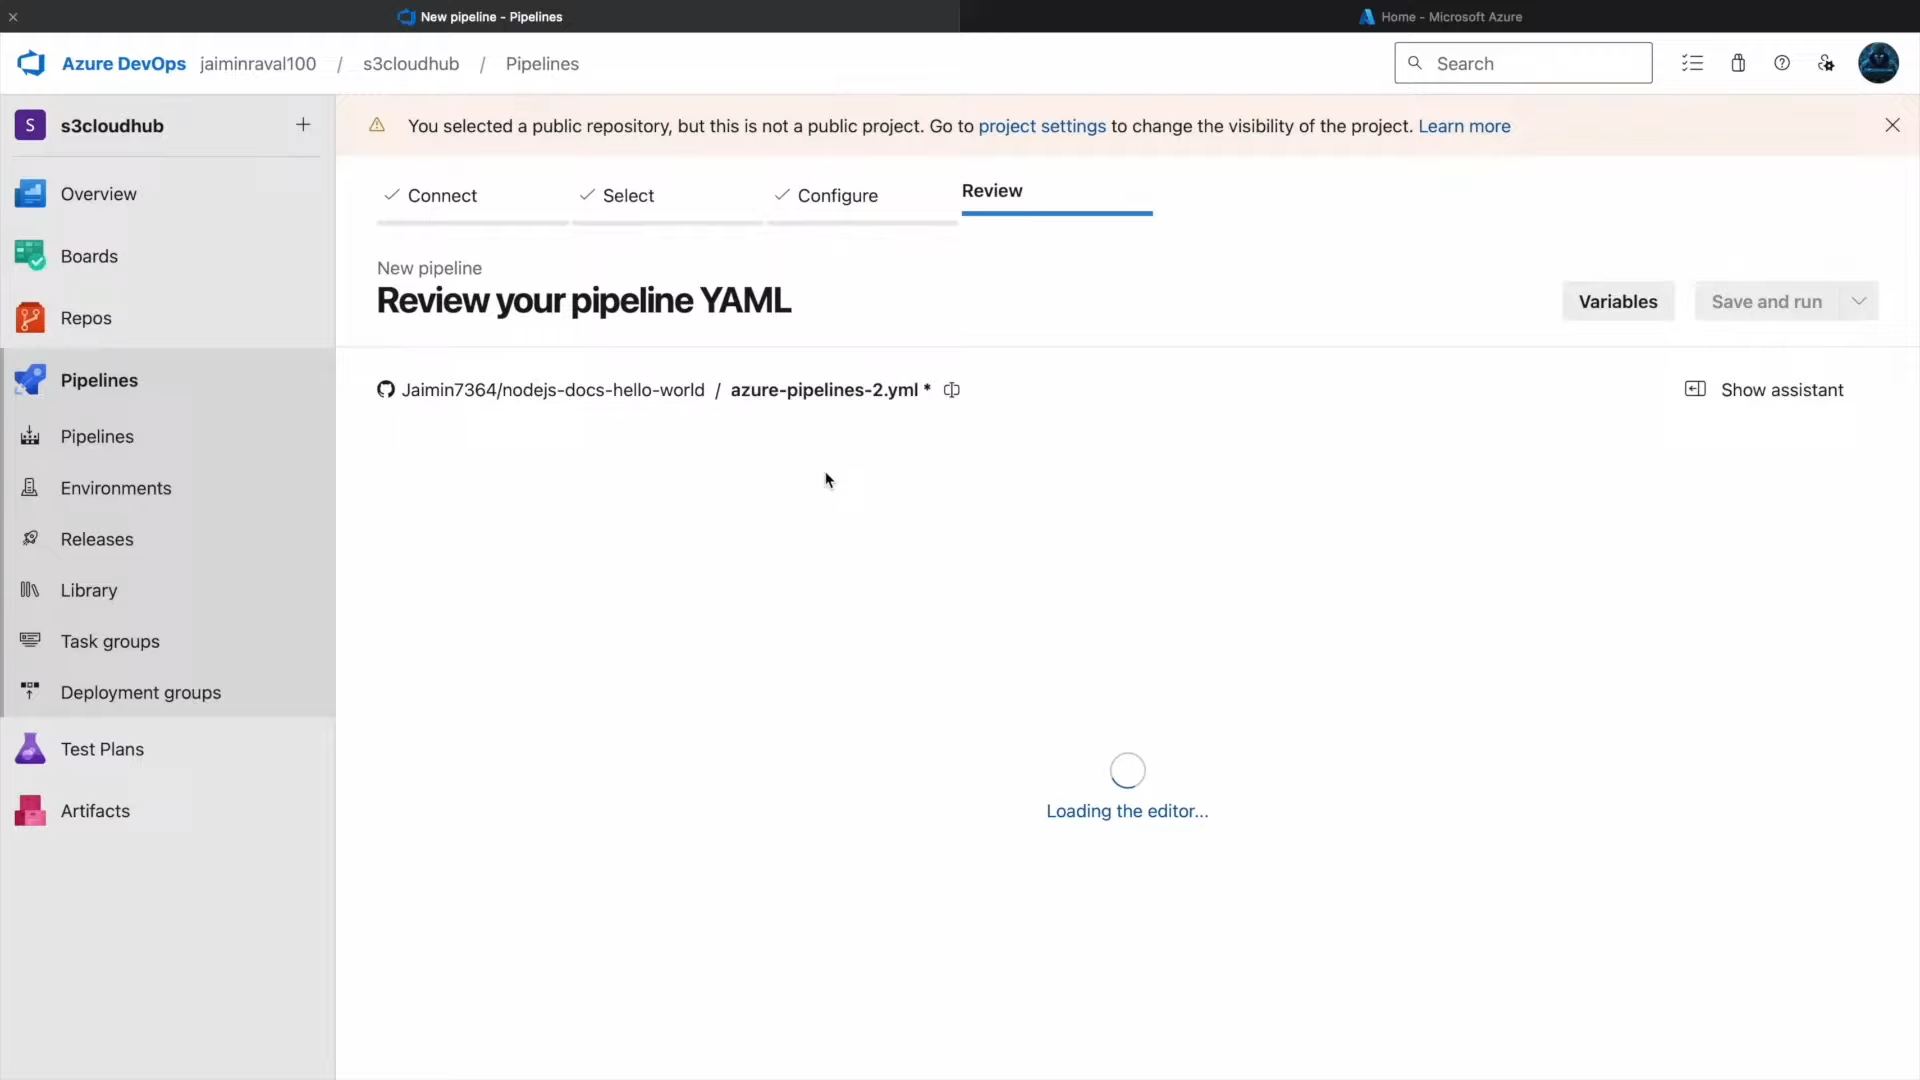 New pipeline - Pipelines
Home - Microsoft Azure
Azure DevOps jaiminraval100 / s3cloudhub / Pipelines
Search
S s3cloudhub
You selected a public repository, but this is not a public project. Go to project settings to change the visibility of the project. Learn more
Overview
Boards
Repos
Pipelines
Pipelines
Environments
Releases
Library
Task groups
Deployment groups
Test Plans
Artifacts
Connect
Select
Configure
Review
New pipeline
Review your pipeline YAML
Variables
Save and run
Jaimin7364/nodejs-docs-hello-world / azure-pipelines-2.yml *
Show assistant
Loading the editor...